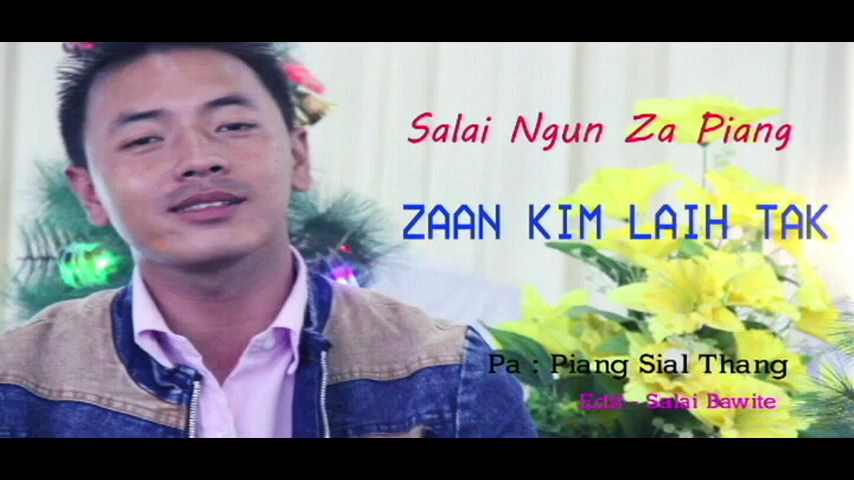 Salai Ngun Za Piang
ZAAN KIM LAIH TAK
Pa : Piang Sial Thang
Edit - Salai Bawite